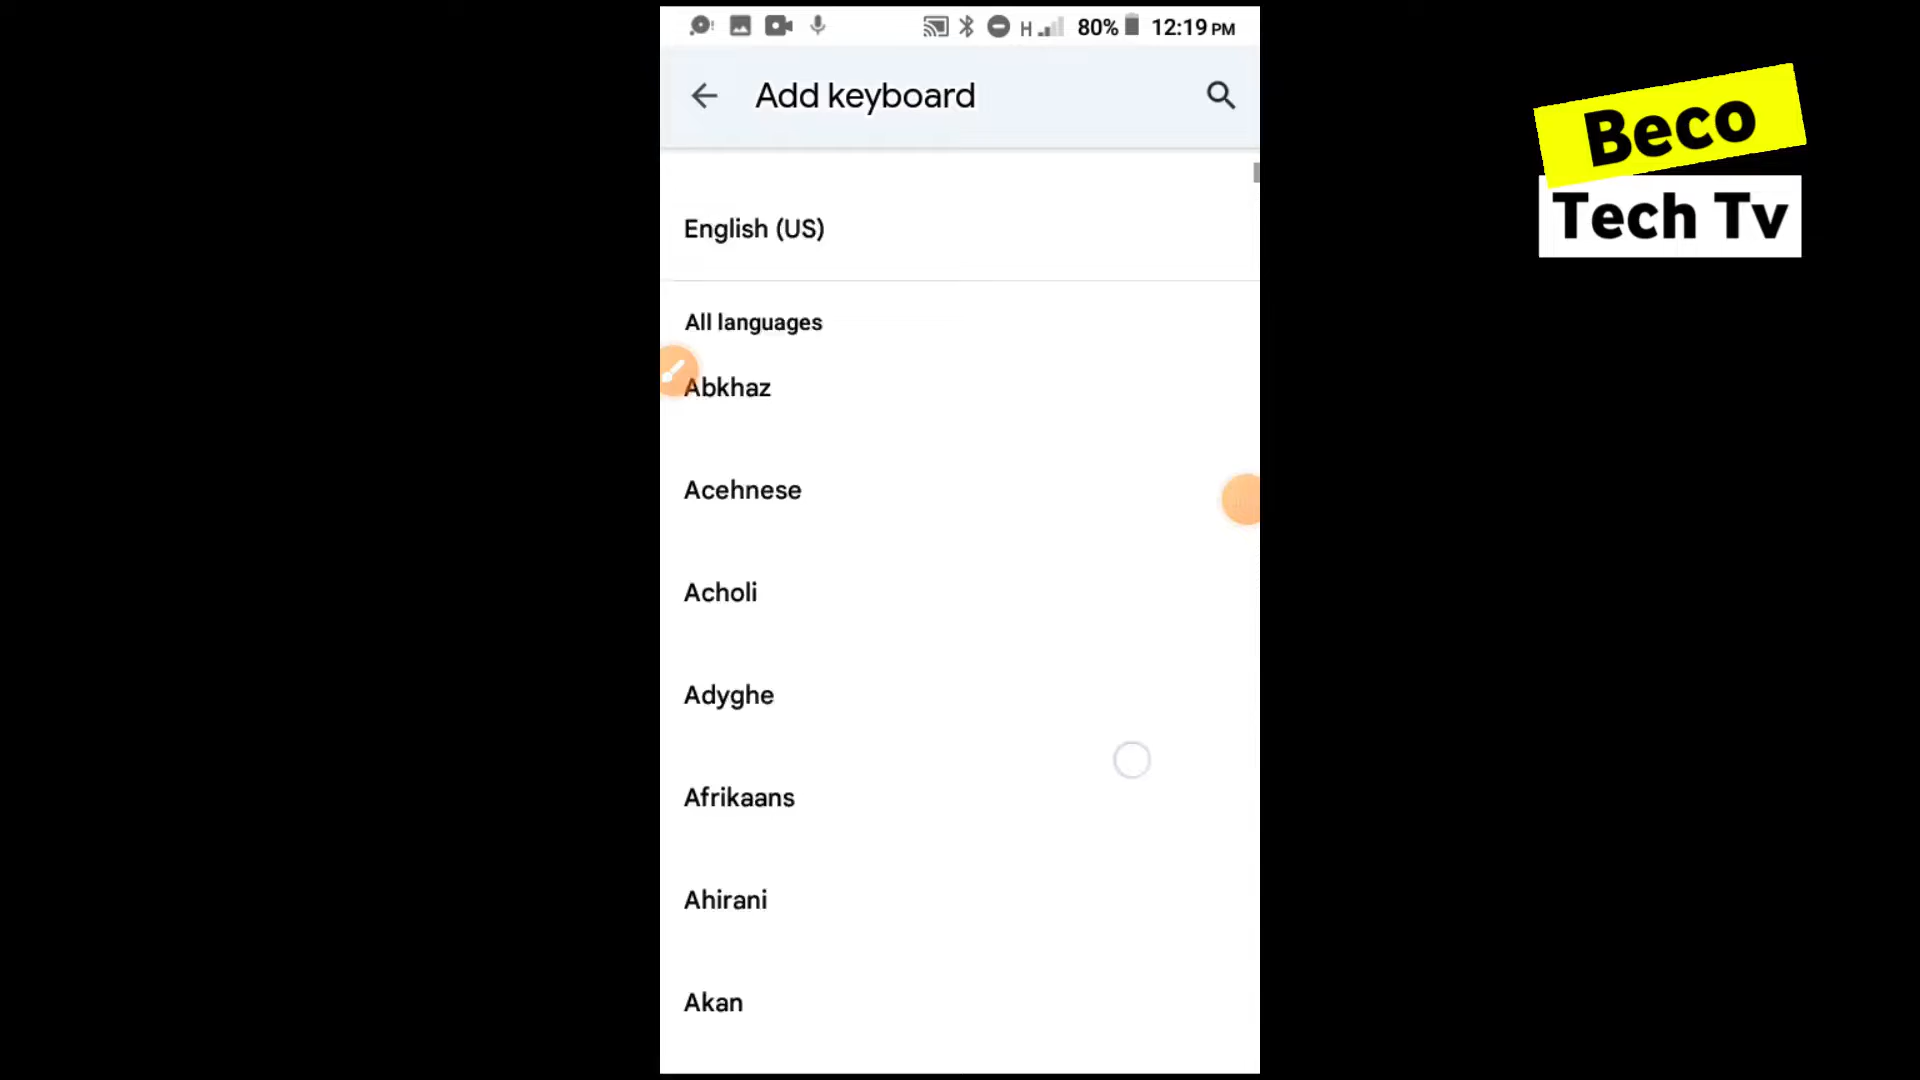 H 80% 12:19 PM
Add keyboard
English (US)
All languages
Abkhaz
Acehnese
Acholi
Adyghe
Afrikaans
Ahirani
Akan
Beco
Tech Tv